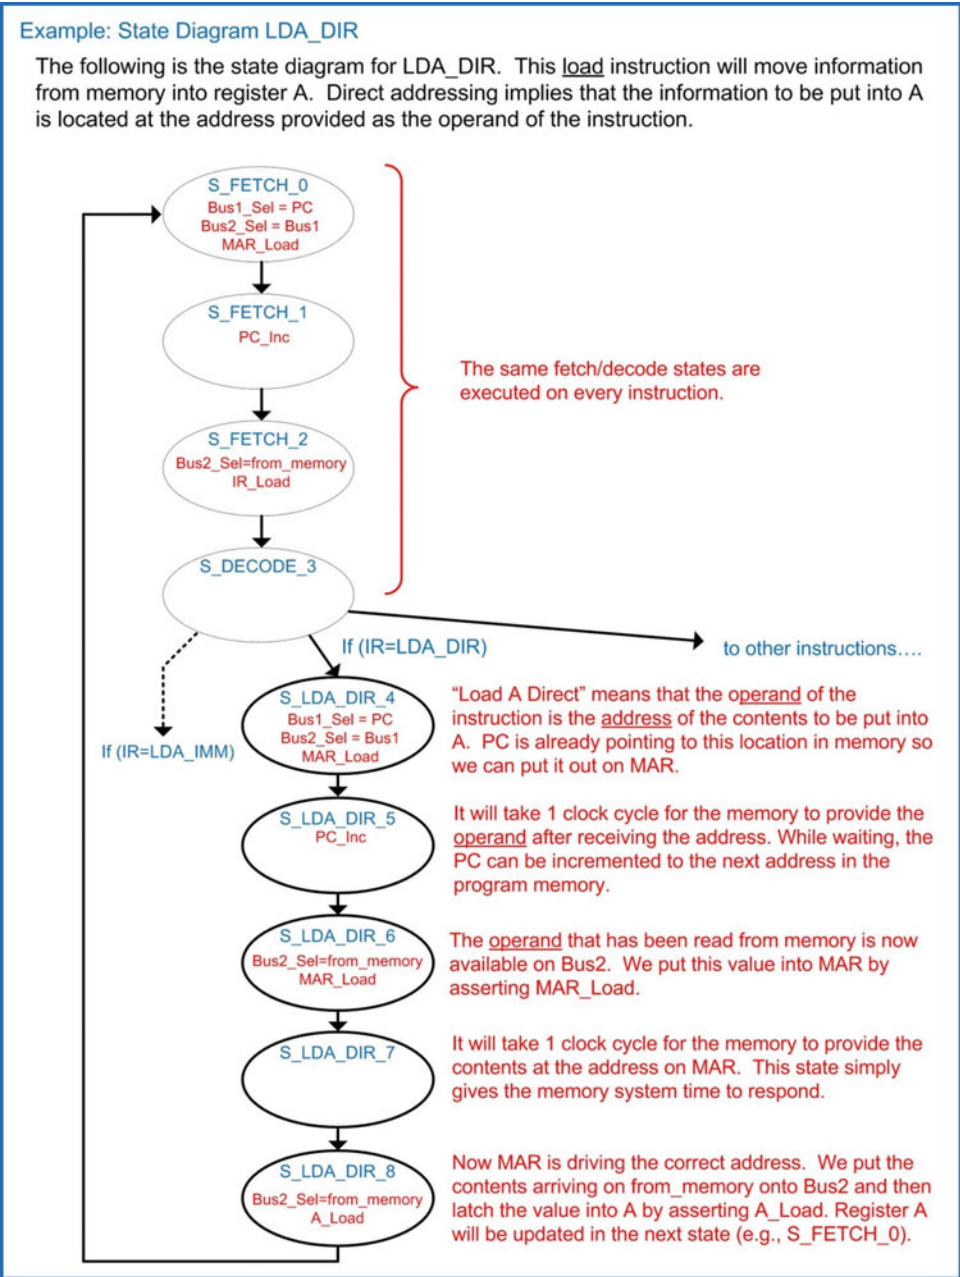 Example: State Diagram LDA_DIR
The following is the state diagram for LDA_DIR. This load instruction will move information
from memory into register A. Direct addressing implies that the information to be put into A
is located at the address provided as the operand of the instruction.
S_FETCH_0
Bus1_Sel = PC
Bus2_Sel = Bus1
MAR_Load
S_FETCH_1
PC_Inc
The same fetch/decode states are
executed on every instruction.
S_FETCH_2
Bus2_Sel=from_memory
IR_Load
S_DECODE_3
If (IR=LDA_DIR)
to other instructions....
If (IR=LDA_IMM)
S_LDA_DIR_4
Bus1_Sel = PC
Bus2_Sel = Bus1
MAR_Load
“Load A Direct” means that the operand of the
instruction is the address of the contents to be put into
A. PC is already pointing to this location in memory so
we can put it out on MAR.
S_LDA_DIR_5
PC_Inc
It will take 1 clock cycle for the memory to provide the
operand after receiving the address. While waiting, the
PC can be incremented to the next address in the
program memory.
S_LDA_DIR_6
Bus2_Sel=from_memory
MAR_Load
The operand that has been read from memory is now
available on Bus2. We put this value into MAR by
asserting MAR_Load.
S_LDA_DIR_7
It will take 1 clock cycle for the memory to provide the
contents at the address on MAR. This state simply
gives the memory system time to respond.
S_LDA_DIR_8
Bus2_Sel=from_memory
A_Load
Now MAR is driving the correct address. We put the
contents arriving on from_memory onto Bus2 and then
latch the value into A by asserting A_Load. Register A
will be updated in the next state (e.g., S_FETCH_0).